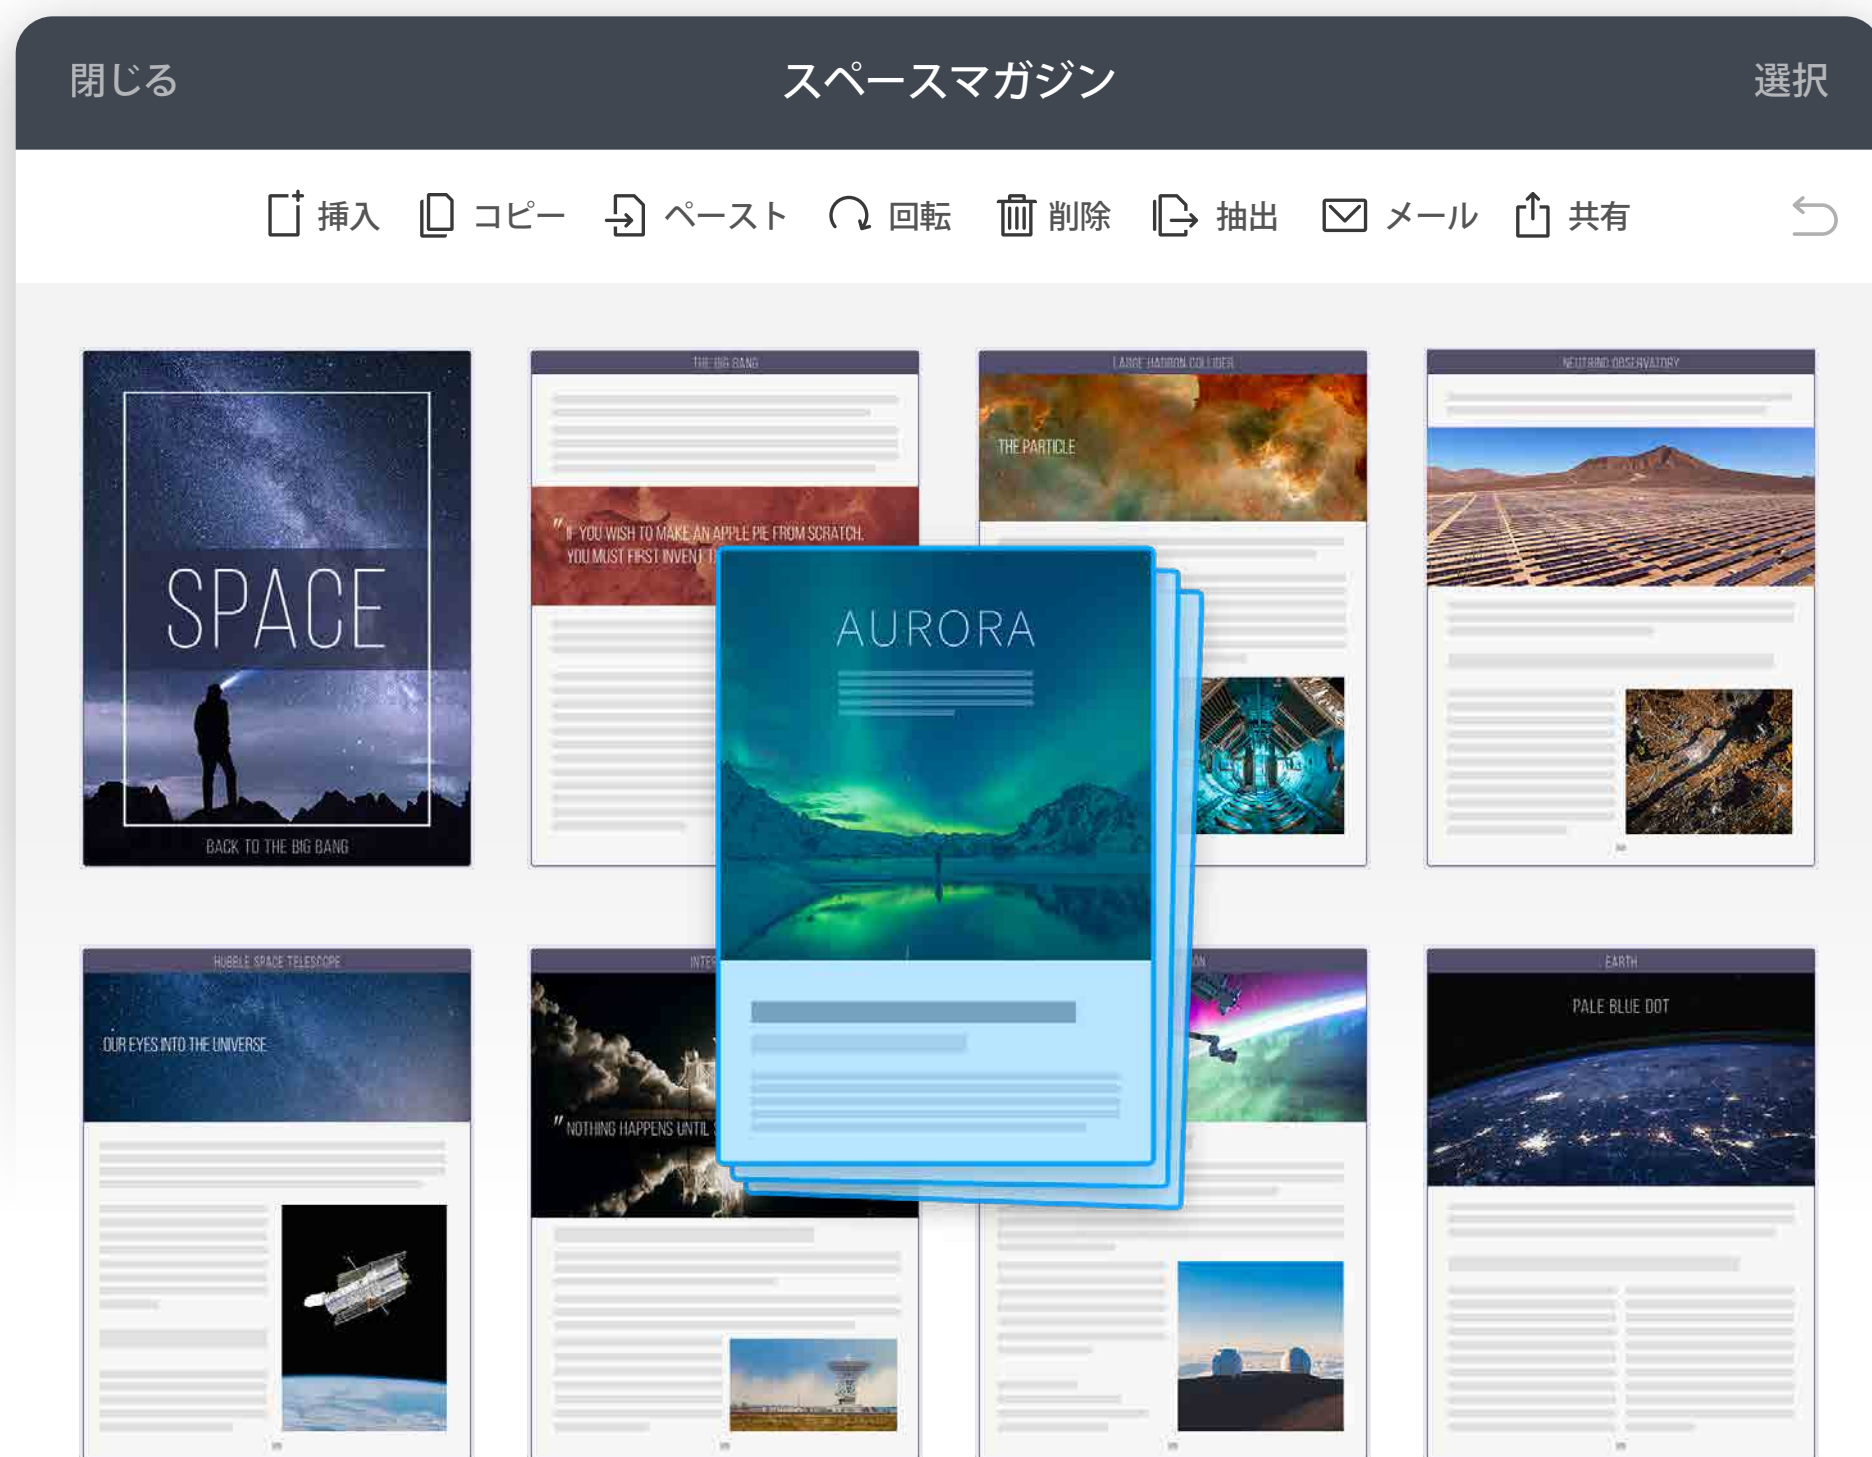 閉じる
スペースマガジン
選択
挿入
コピー
ペースト
回転
削除
抽出
メール
共有
SPACE
BACK TO THE BIG BANG
THE BIG BANG
" IF YOU WISH TO MAKE AN APPLE PIE FROM SCRATCH,
YOU MUST FIRST INVENT
LARGE HADRON COLLIDER
THE PARTICLE
NEUTRINO OBSERVATORY
AURORA
HUBBLE SPACE TELESCOPE
OUR EYES INTO THE UNIVERSE
" NOTHING HAPPENS UNTIL
EARTH
PALE BLUE DOT